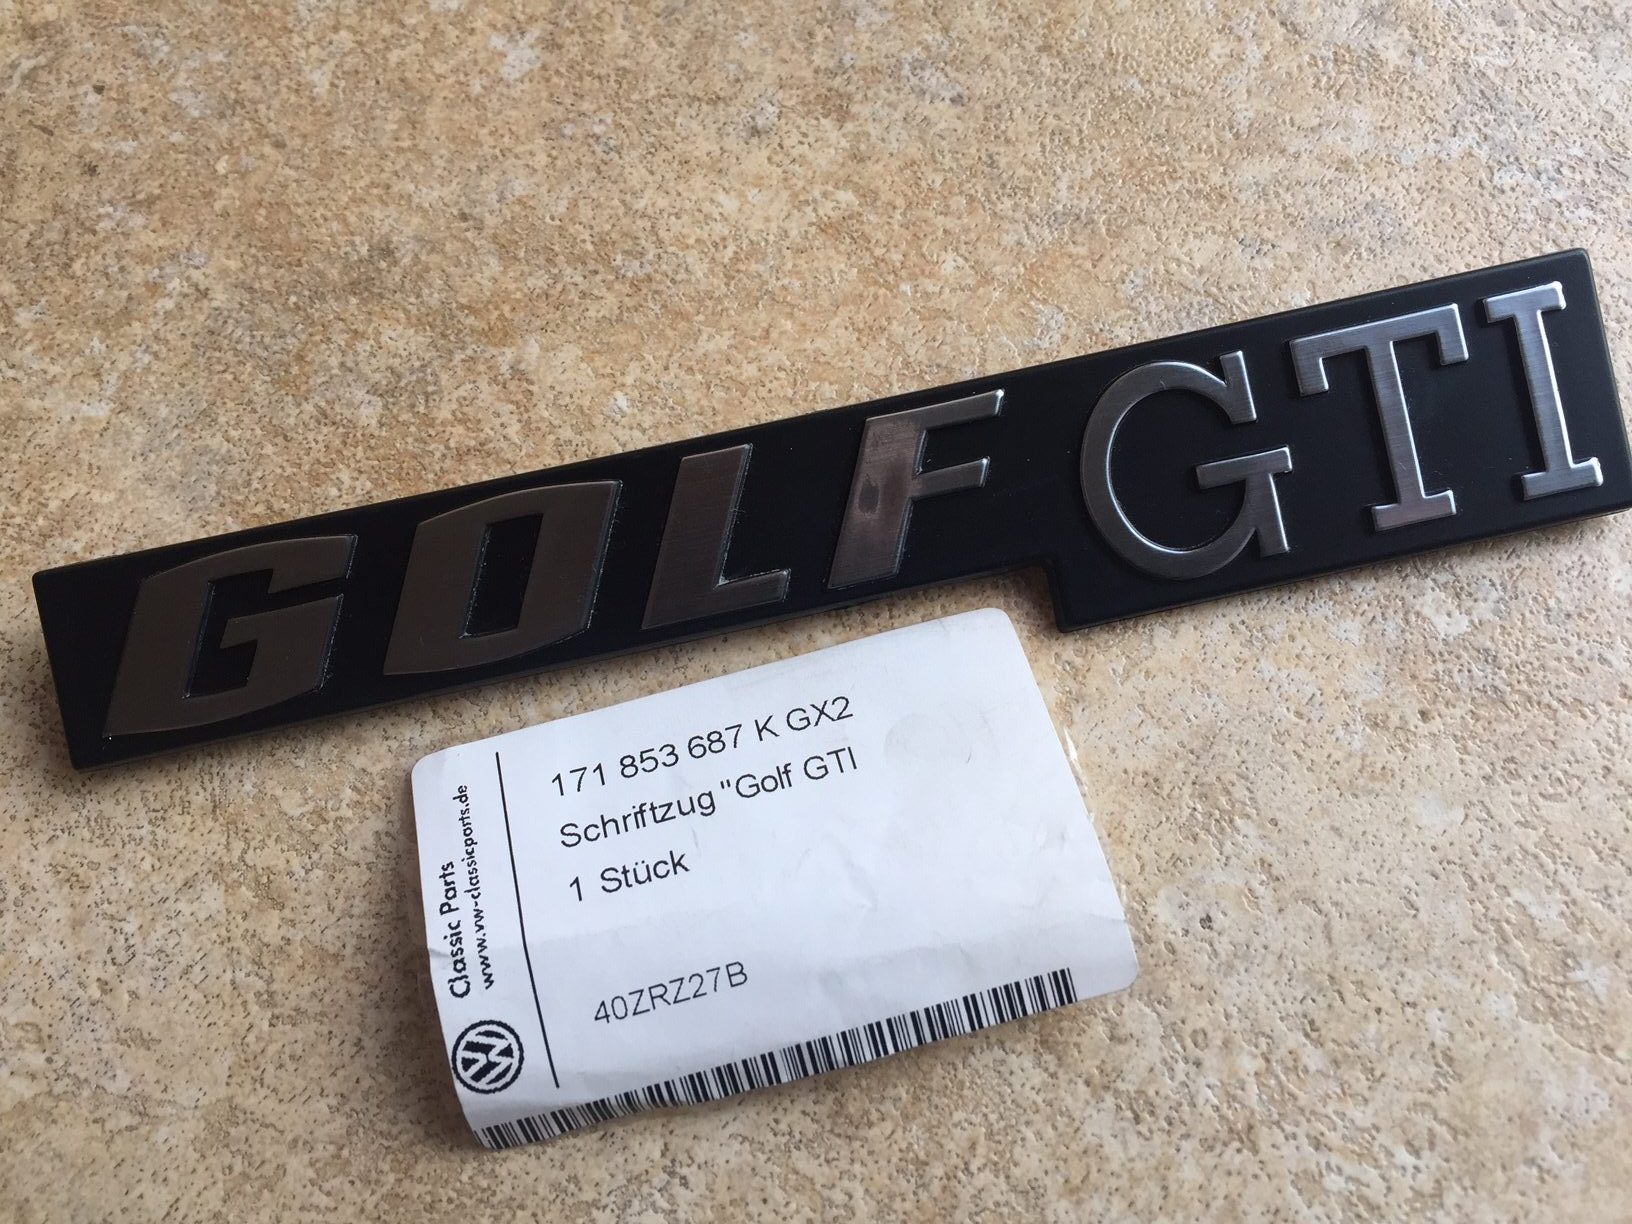 GOLF GTI
171 853 687 K GX2
Schriftzug "Golf GTI
1 Stück
40ZRZ27B
Classic Parts
www.vw-classicparts.de